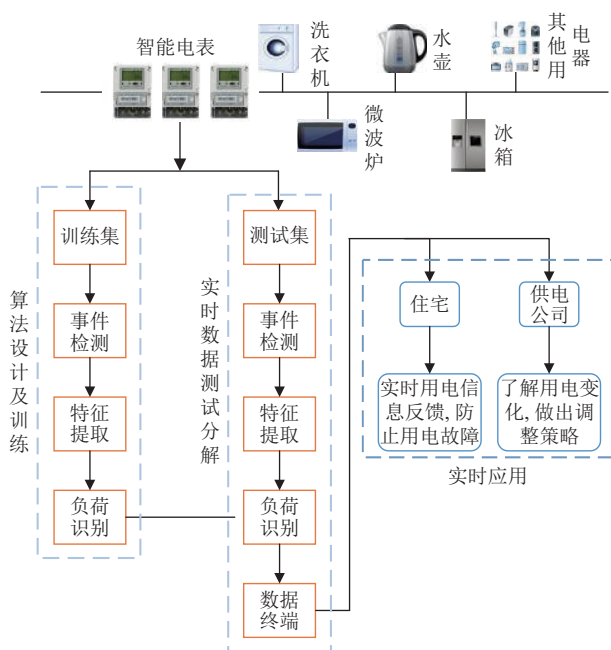 智能电表
洗衣机
水壶
其他用
电器
微波炉
冰箱
训练集
事件
检测
特征
提取
负荷
识别
算法设计及训练
测试集
事件
检测
特征
提取
负荷
识别
数据
终端
实时数据测试分解
住宅
供电
公司
实时用电信
息反馈, 防
止用电故障
了解用电变
化, 做出调
整策略
实时应用